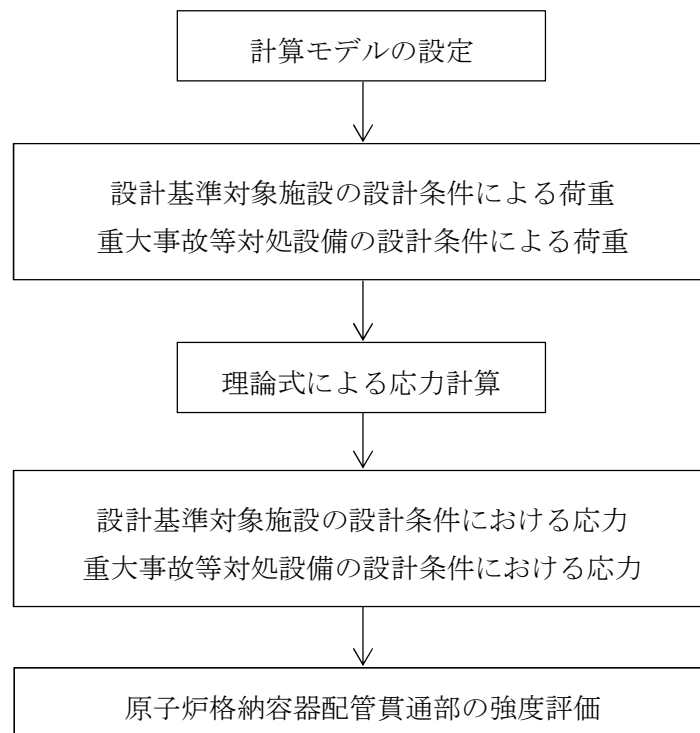 計算モデルの設定
設計基準対象施設の設計条件による荷重
重大事故等対処設備の設計条件による荷重
理論式による応力計算
設計基準対象施設の設計条件における応力
重大事故等対処設備の設計条件における応力
原子炉格納容器配管貫通部の強度評価